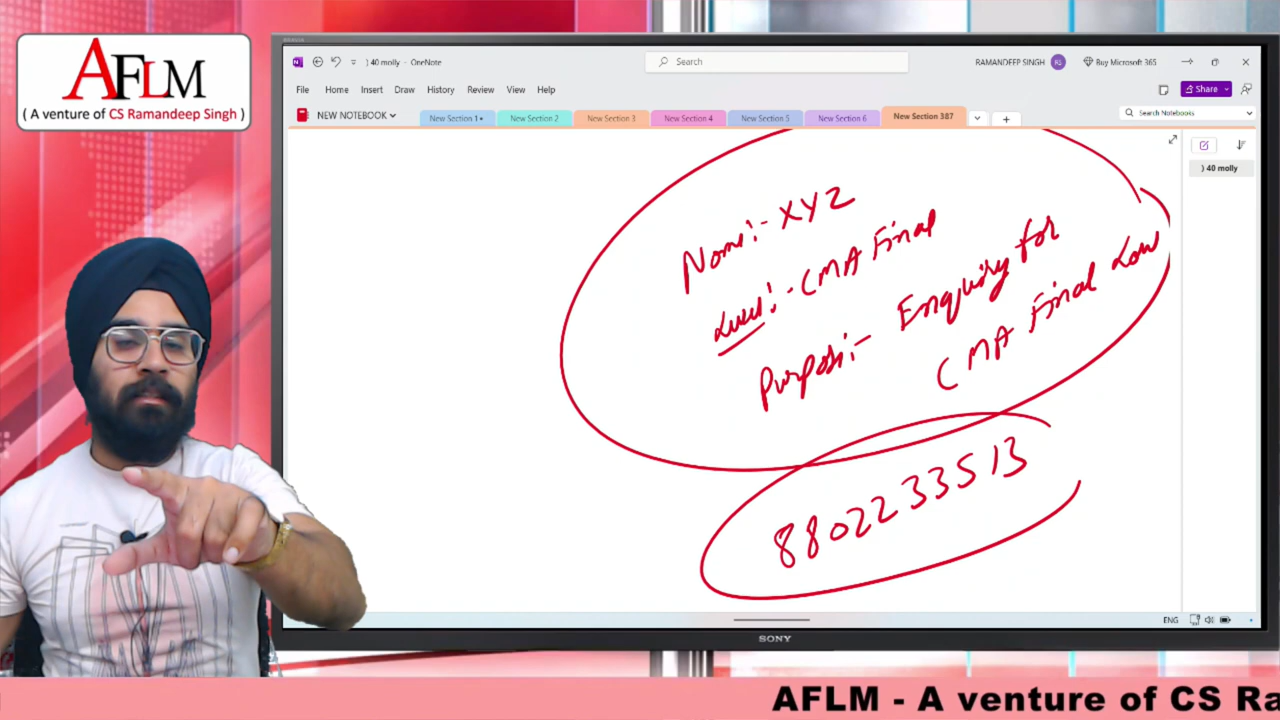 AFLM
( A venture of CS Ramandeep Singh )
) 40 molly - OneNote
Search
RAMANDEEP SINGH
RS
Buy Microsoft 365
File Home Insert Draw History Review View Help
Share
NEW NOTEBOOK
New Section 1 New Section 2 New Section 3 New Section 4 New Section 5 New Section 6 New Section 387
Search Notebooks
) 40 molly
Name:- XYZ
Level:- CMA Final
Purpose:- Enquiry for
CMA Final Law
8802233513
ENG
SONY
AFLM - A venture of CS Ra